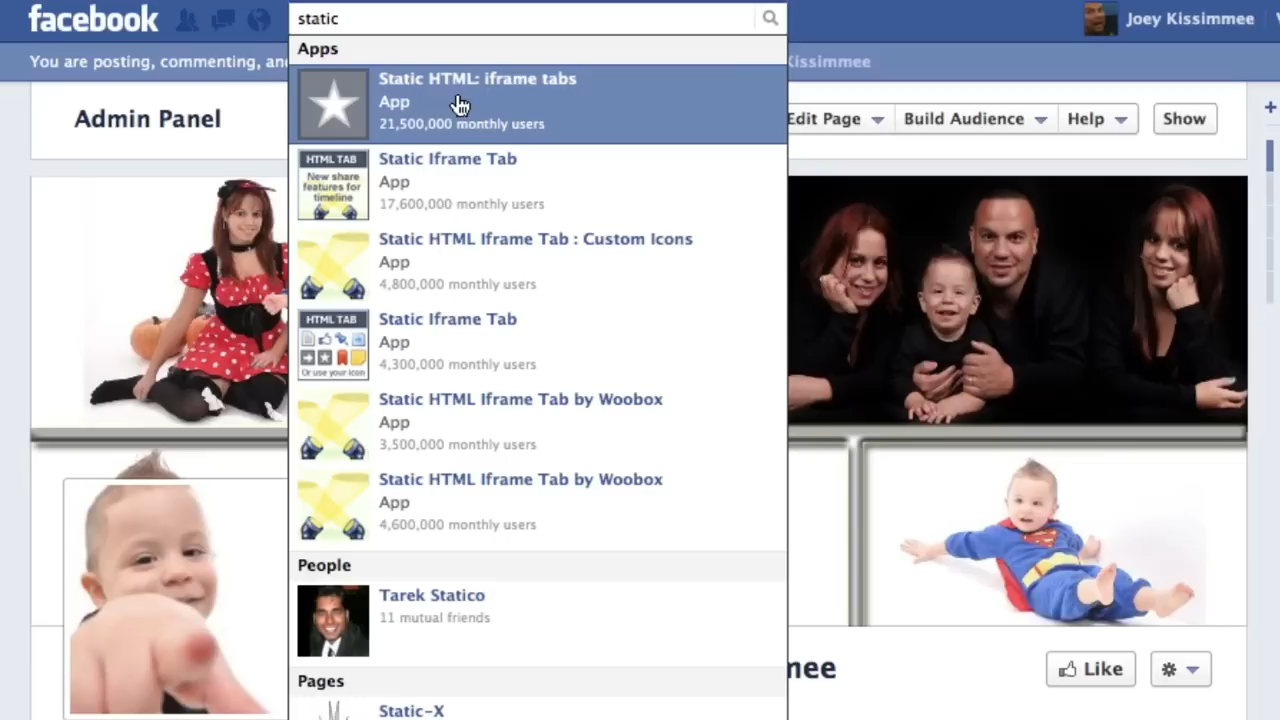 facebook
static
Joey Kissimmee
You are posting, commenting, an
Kissimmee
Apps
Static HTML: iframe tabs
App
21,500,000 monthly users
Admin Panel
Edit Page
Build Audience
Help
Show
HTML TAB
New share
features for
timeline
Static Iframe Tab
App
17,600,000 monthly users
Static HTML Iframe Tab : Custom Icons
App
4,800,000 monthly users
HTML TAB
Or use your icon
Static Iframe Tab
App
4,300,000 monthly users
Static HTML Iframe Tab by Woobox
App
3,500,000 monthly users
Static HTML Iframe Tab by Woobox
App
4,600,000 monthly users
People
Tarek Statico
11 mutual friends
Pages
Static-X
mee
Like